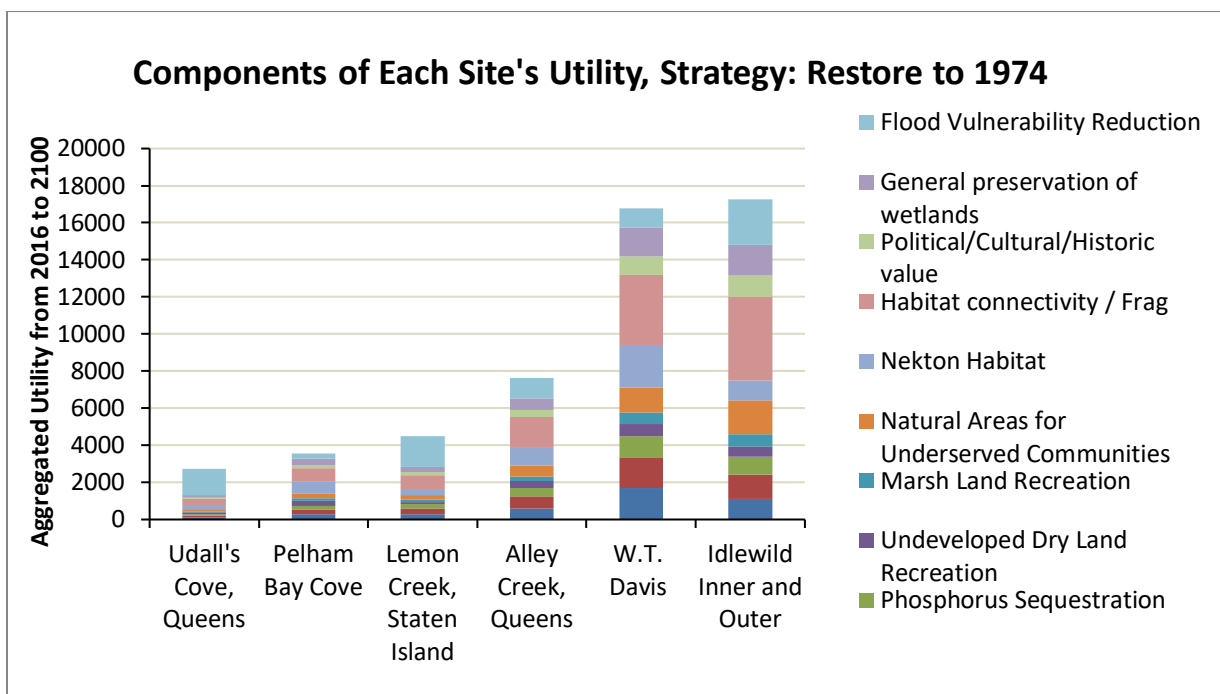 Components of Each Site's Utility, Strategy: Restore to 1974
Aggregated Utility from 2016 to 2100
20000
18000
16000
14000
12000
10000
8000
6000
4000
2000
0
Udall's
Cove,
Queens
Pelham
Bay Cove
Lemon
Creek,
Staten
Island
Alley
Creek,
Queens
W.T.
Davis
Idlewild
Inner and
Outer
Flood Vulnerability Reduction
General preservation of
wetlands
Political/Cultural/Historic
value
Habitat connectivity / Frag
Nekton Habitat
Natural Areas for
Underserved Communities
Marsh Land Recreation
Undeveloped Dry Land
Recreation
Phosphorus Sequestration